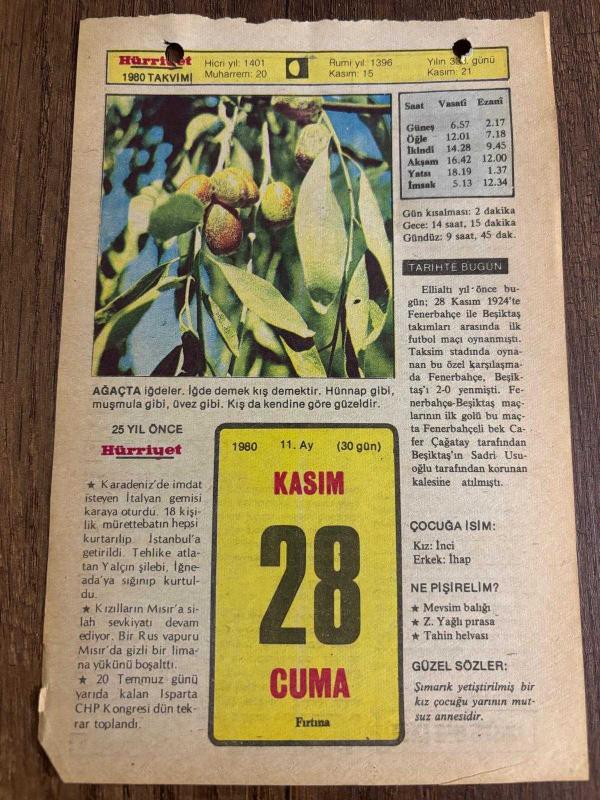 Hürriyet
1980 TAKVİMİ
Hicri yıl: 1401
Muharrem: 20
Rumi yıl: 1396
Kasım: 15
Yılın günü
Kasım: 21
Saat Vasatî Ezanî
Güneş 6.57 2.17
Öğle 12.01 7.18
İkindi 14.28 9.45
Akşam 16.42 12.00
Yatsı 18.19 1.37
İmsak 5.13 12.34
Gün kısalması: 2 dakika
Gece: 14 saat, 15 dakika
Gündüz: 9 saat, 45 dak.
TARİHTE BUGÜN
Ellialtı yıl önce bu-
gün; 28 Kasım 1924'te
Fenerbahçe ile Beşiktaş
takımları arasında ilk
futbol maçı oynanmıştı.
Taksim stadında oyna-
nan bu özel karşılaşma-
da Fenerbahçe, Beşik-
taş'ı 2-0 yenmişti. Fe-
nerbahçe-Beşiktaş maç-
larının ilk golü bu maç-
ta Fenerbahçeli bek Ca-
fer Çağatay tarafından
Beşiktaş'ın Sadri Usu-
oğlu tarafından korunan
kalesine atılmıştı.
AĞAÇTA iğdeler. İğde demek kış demektir. Hünnap gibi,
muşmula gibi, üvez gibi. Kış da kendine göre güzeldir.
25 YIL ÖNCE
Hürriyet
★ Karadeniz'de imdat
isteyen İtalyan gemisi
karaya oturdu. 18 kişi-
lik mürettebatın hepsi
kurtarılıp İstanbul'a
getirildi. Tehlike atla-
tan Yalçın şilebi, İğne-
ada'ya sığınıp kurtul-
du.
★ Kızılların Mısır'a si-
lah sevkiyatı devam
ediyor. Bir Rus vapuru
Mısır'da gizli bir lima-
na yükünü boşalttı.
★ 20 Temmuz günü
yarıda kalan Isparta
CHP Kongresi dün tek-
rar toplandı.
1980 11. Ay (30 gün)
KASIM
28
CUMA
Fırtına
ÇOCUĞA İSİM:
Kız: İnci
Erkek: İhap
NE PİŞİRELİM?
★ Mevsim balığı
★ Z. Yağlı pırasa
★ Tahin helvası
GÜZEL SÖZLER:
Şımarık yetiştirilmiş bir
kız çocuğu yarının mut-
suz annesidir.